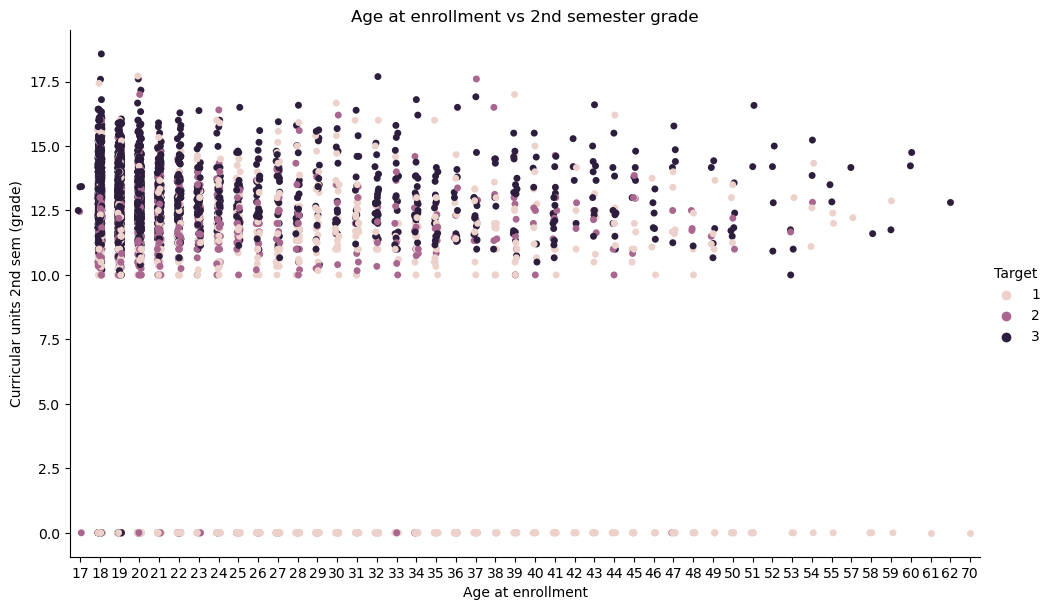 Age at enrollment vs 2nd semester grade
Curricular units 2nd sem (grade)
17.5
15.0
12.5
10.0
7.5
5.0
2.5
0.0
17 18 19 20 21 22 23 24 25 26 27 28 29 30 31 32 33 34 35 36 37 38 39 40 41 42 43 44 45 46 47 48 49 50 51 52 53 54 55 57 58 59 60 61 62 70
Age at enrollment
Target
1
2
3